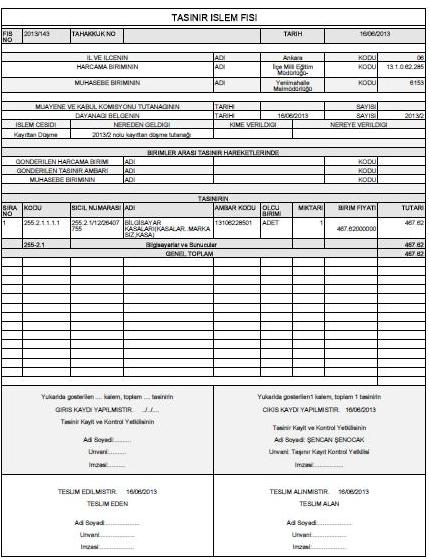 TASINIR ISLEM FISI
FIS NO 2013/143 TAHAKKUK NO TARIH 16/06/2013
IL VE ILCENIN ADI Ankara KODU 06
HARCAMA BIRIMININ ADI İlçe Milli Eğitim Müdürlüğü- KODU 13.1.0.62.285
MUHASEBE BIRIMININ ADI Yenimahalle Malmüdürlüğü KODU 6153
MUAYENE VE KABUL KOMISYONU TUTANAGININ TARIHI SAYISI
DAYANAGI BELGENIN TARIHI 16/06/2013 SAYISI 2013/2
ISLEM CESIDI NEREDEN GELDIGI KIME VERILDIGI NEREYE VERILDIGI
Kayıttan Düşme 2013/2 nolu kayıttan düşme tutanağı
BIRIMLER ARASI TASINIR HAREKETLERINDE
GONDERILEN HARCAMA BIRIMI ADI KODU
GONDERILEN TASINIR AMBARI ADI KODU
MUHASEBE BIRIMININ ADI KODU
TASINIRIN
SIRA NO KODU SICIL NUMARASI ADI AMBAR KODU OLCU BIRIMI MIKTARI BIRIM FIYATI TUTARI
1 255.2.1.1.1.1 255.2.1/12/26407 755 BİLGİSAYAR KASALARI(KASALAR..MARKA SIZ,KASA) 13106228501 ADET 1 467.62000000 467.62
255-2.1 Bilgisayarlar ve Sunucular 467.62
GENEL TOPLAM 467.62
Yukarida gosterilen .... kalem, toplam .... tasinirin
GIRIS KAYDI YAPILMISTIR. ../../....
Tasinir Kayit ve Kontrol Yetkilisinin
Adi Soyadi:..........
Unvani:..........
Imzasi:..........
Yukarida gosterilen1 kalem, toplam 1 tasinirin
CIKIS KAYDI YAPILMISTIR. 16/06/2013
Tasinir Kayit ve Kontrol Yetkilisinin
Adi Soyadi: ŞENCAN ŞENOCAK
Unvani: Taşınır Kayıt Kontrol Yetkilisi
Imzasi:..................
TESLIM EDILMISTIR. 16/06/2013
TESLIM EDEN
Adi Soyadi:....................
Unvani:....................
Imzasi:....................
TESLIM ALINMISTIR. 16/06/2013
TESLIM ALAN
Adi Soyadi:....................
Unvani:....................
Imzasi:....................